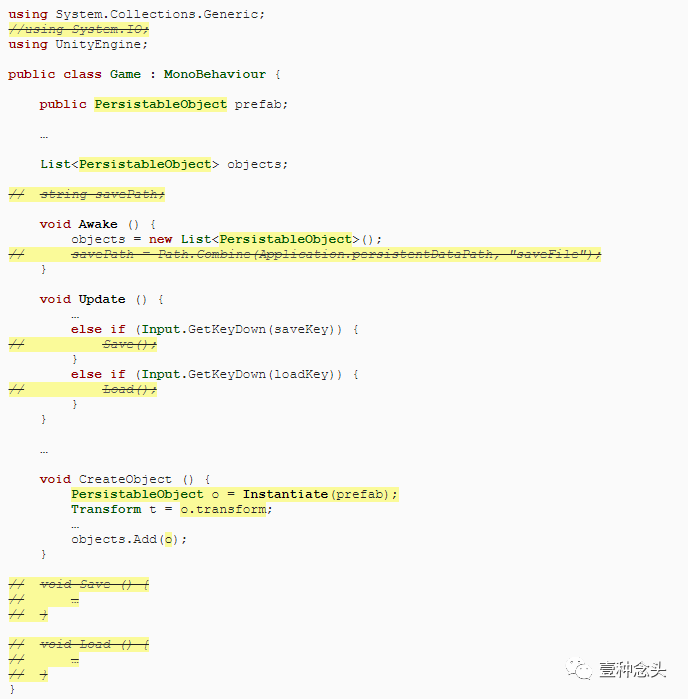 using System.Collections.Generic;
//using System.IO;
using UnityEngine;
public class Game : MonoBehaviour {
public PersistableObject prefab;
…
List<PersistableObject> objects;
// string savePath;
void Awake () {
objects = new List<PersistableObject>();
// savePath = Path.Combine(Application.persistentDataPath, "saveFile");
}
void Update () {
…
else if (Input.GetKeyDown(saveKey)) {
// Save();
}
else if (Input.GetKeyDown(loadKey)) {
// Load();
}
}
…
void CreateObject () {
PersistableObject o = Instantiate(prefab);
Transform t = o.transform;
…
objects.Add(o);
}
// void Save () {
// …
// }
// void Load () {
// …
// }
}
壹种念头